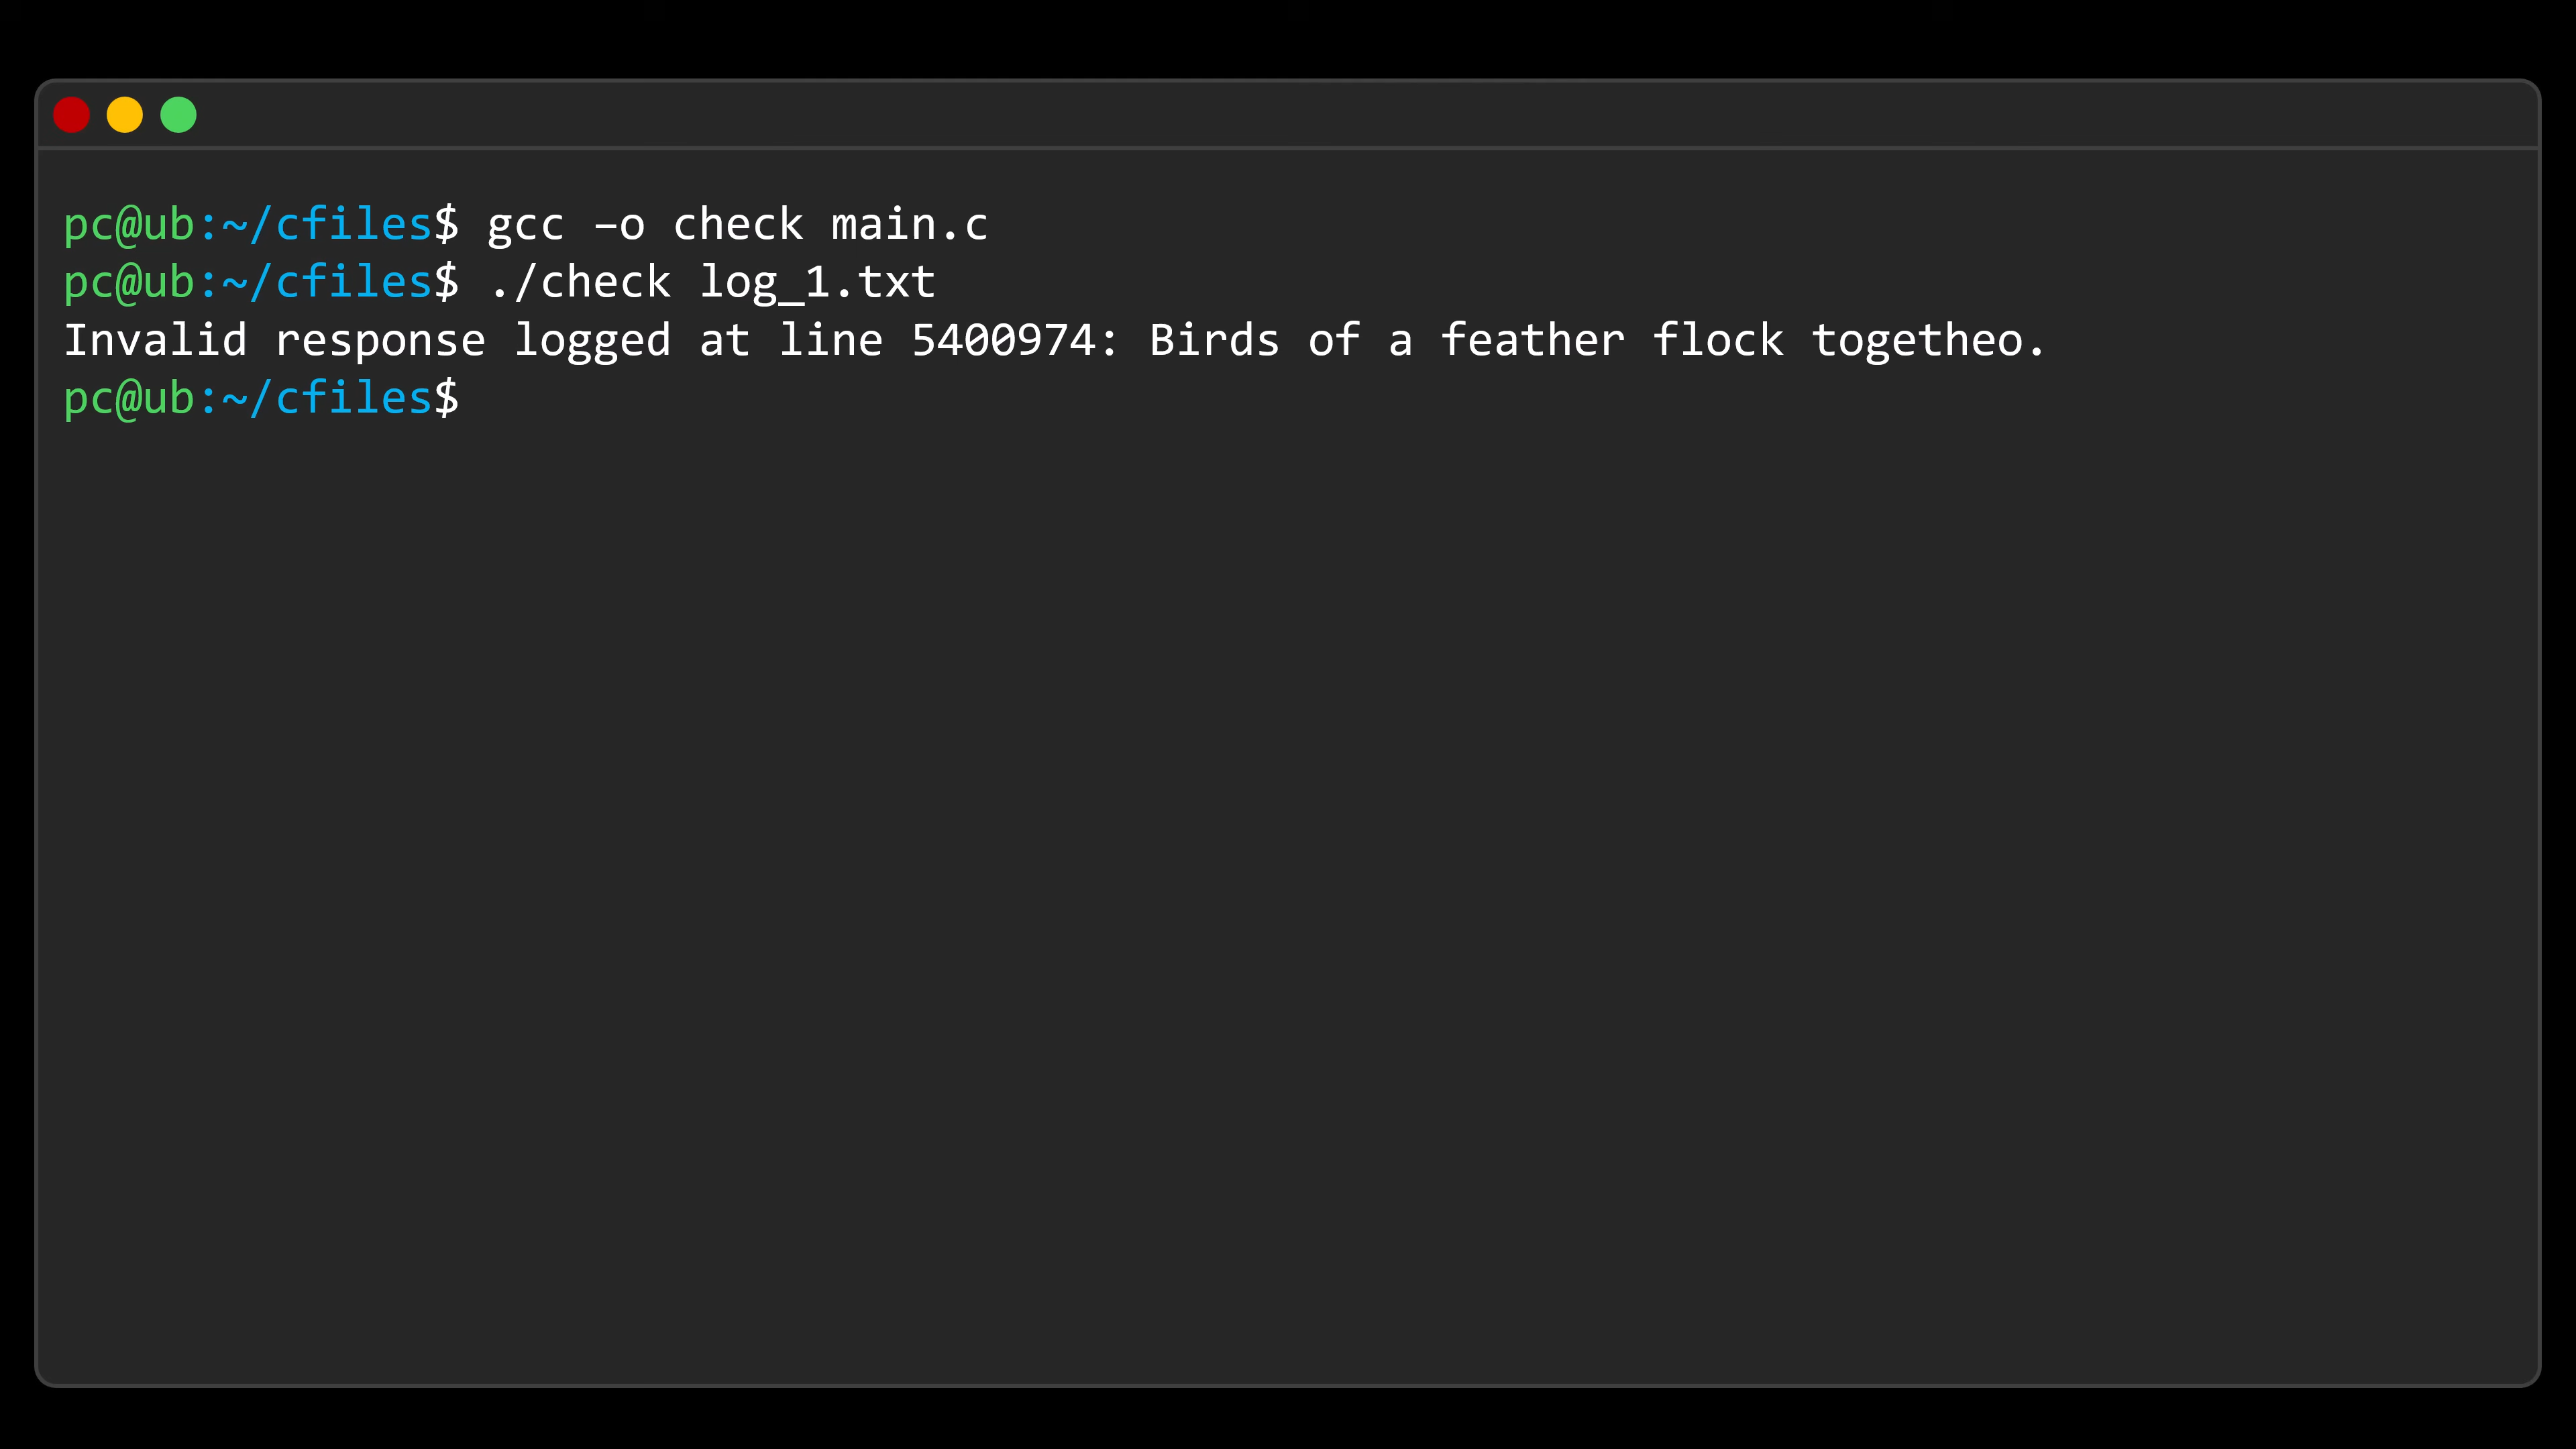 pc@ub:~/cfiles$ gcc –o check main.c
pc@ub:~/cfiles$ ./check log_1.txt
Invalid response logged at line 5400974: Birds of a feather flock togetheo.
pc@ub:~/cfiles$